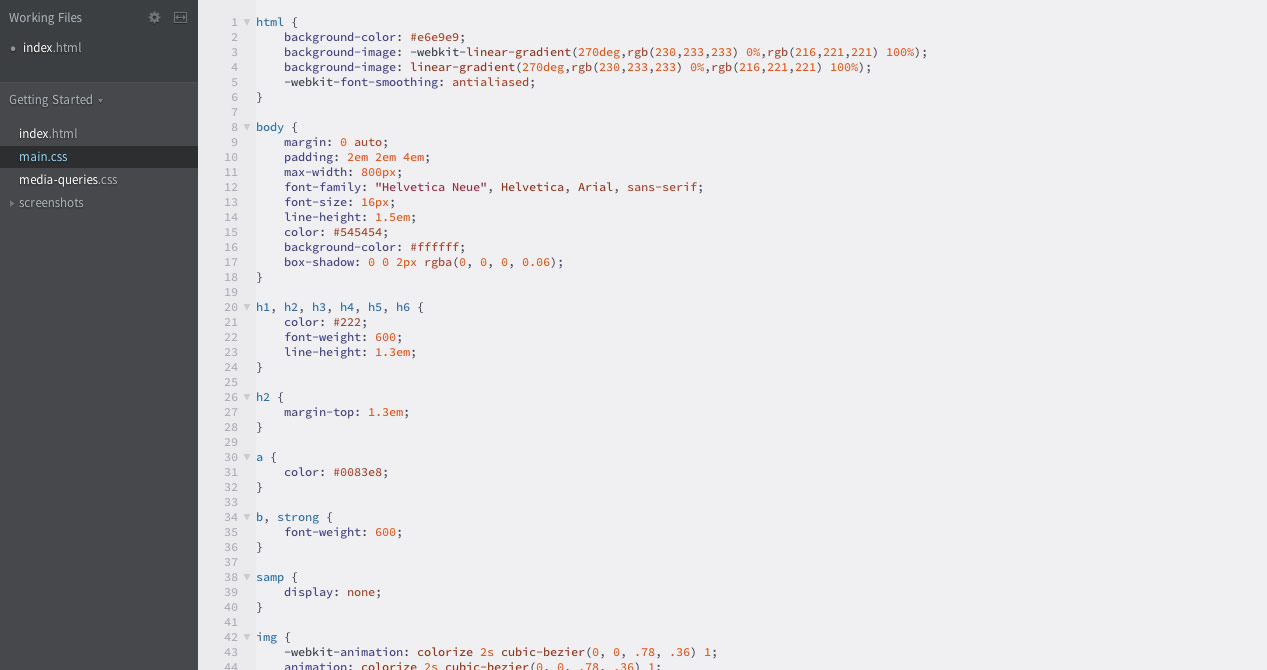 Working Files
index.html
Getting Started
index.html
main.css
media-queries.css
screenshots
1 html {
2     background-color: #e6e9e9;
3     background-image: -webkit-linear-gradient(270deg,rgb(230,233,233) 0%,rgb(216,221,221) 100%);
4     background-image: linear-gradient(270deg,rgb(230,233,233) 0%,rgb(216,221,221) 100%);
5     -webkit-font-smoothing: antialiased;
6 }
7
8 body {
9     margin: 0 auto;
10     padding: 2em 2em 4em;
11     max-width: 800px;
12     font-family: "Helvetica Neue", Helvetica, Arial, sans-serif;
13     font-size: 16px;
14     line-height: 1.5em;
15     color: #545454;
16     background-color: #ffffff;
17     box-shadow: 0 0 2px rgba(0, 0, 0, 0.06);
18 }
19
20 h1, h2, h3, h4, h5, h6 {
21     color: #222;
22     font-weight: 600;
23     line-height: 1.3em;
24 }
25
26 h2 {
27     margin-top: 1.3em;
28 }
29
30 a {
31     color: #0083e8;
32 }
33
34 b, strong {
35     font-weight: 600;
36 }
37
38 samp {
39     display: none;
40 }
41
42 img {
43     -webkit-animation: colorize 2s cubic-bezier(0, 0, .78, .36) 1;
44     animation: colorize 2s cubic-bezier(0, 0, .78, .36) 1;